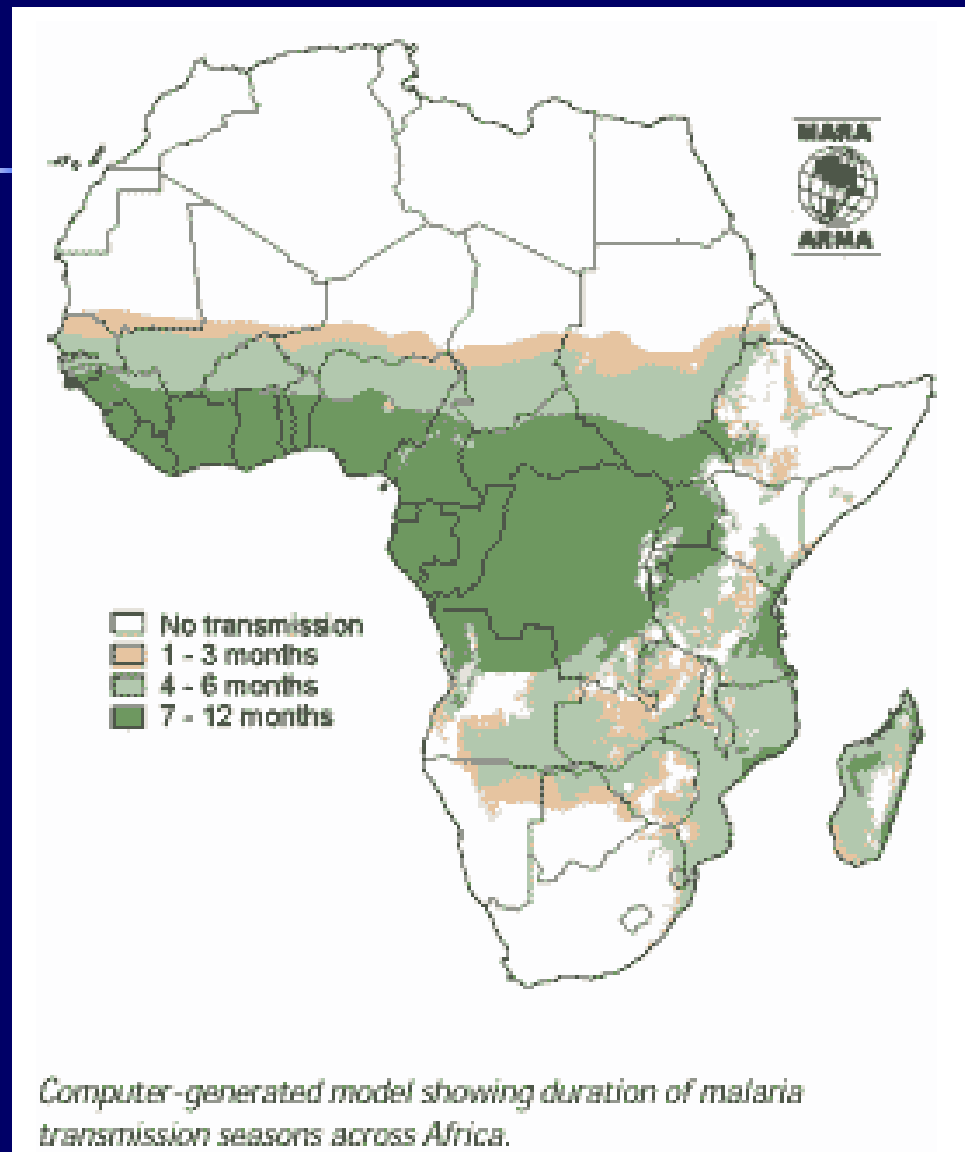 MARA
ARMA
No transmission
1 - 3 months
4 - 6 months
7 - 12 months
Computer-generated model showing duration of malaria
transmission seasons across Africa.